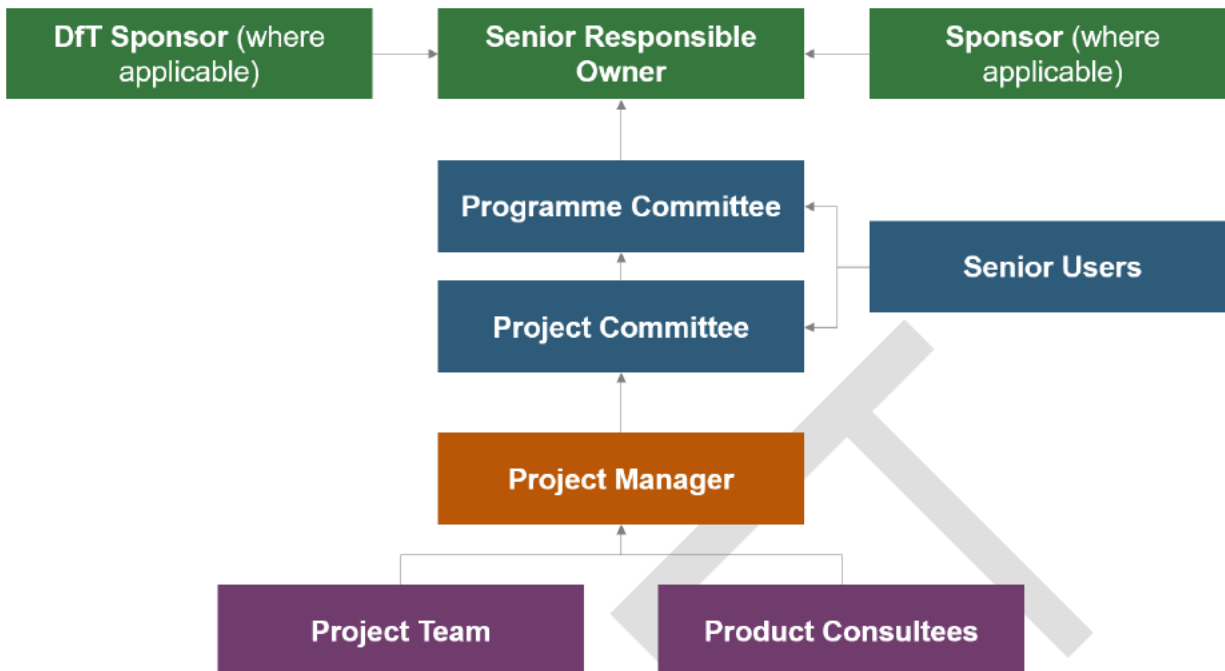 DfT Sponsor (where
applicable)
Senior Responsible
Owner
Sponsor (where
applicable)
Programme Committee
Senior Users
Project Committee
Project Manager
Project Team
Product Consultees